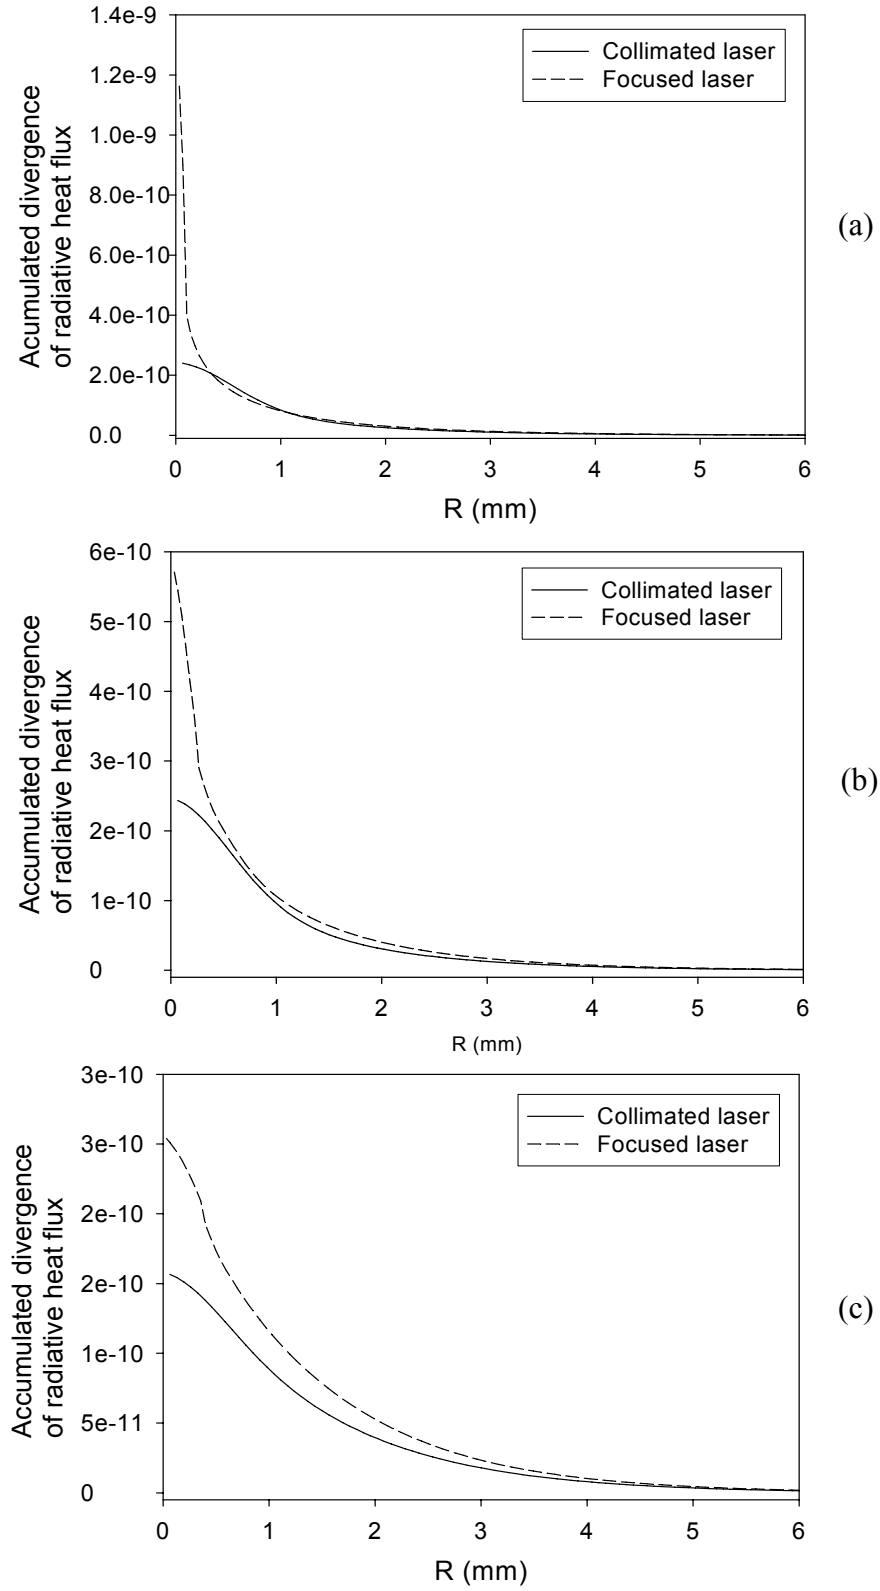 1.4e-9
1.2e-9
1.0e-9
8.0e-10
6.0e-10
4.0e-10
2.0e-10
0.0
Acumulated divergence
of radiative heat flux
Collimated laser
Focused laser
(a)
0 1 2 3 4 5 6
R (mm)
6e-10
5e-10
4e-10
3e-10
2e-10
1e-10
0
Accumulated divergence
of radiative heat flux
Collimated laser
Focused laser
(b)
0 1 2 3 4 5 6
R (mm)
3e-10
3e-10
2e-10
2e-10
1e-10
5e-11
0
Accumulated divergence
of radiative heat flux
Collimated laser
Focused laser
(c)
0 1 2 3 4 5 6
R (mm)